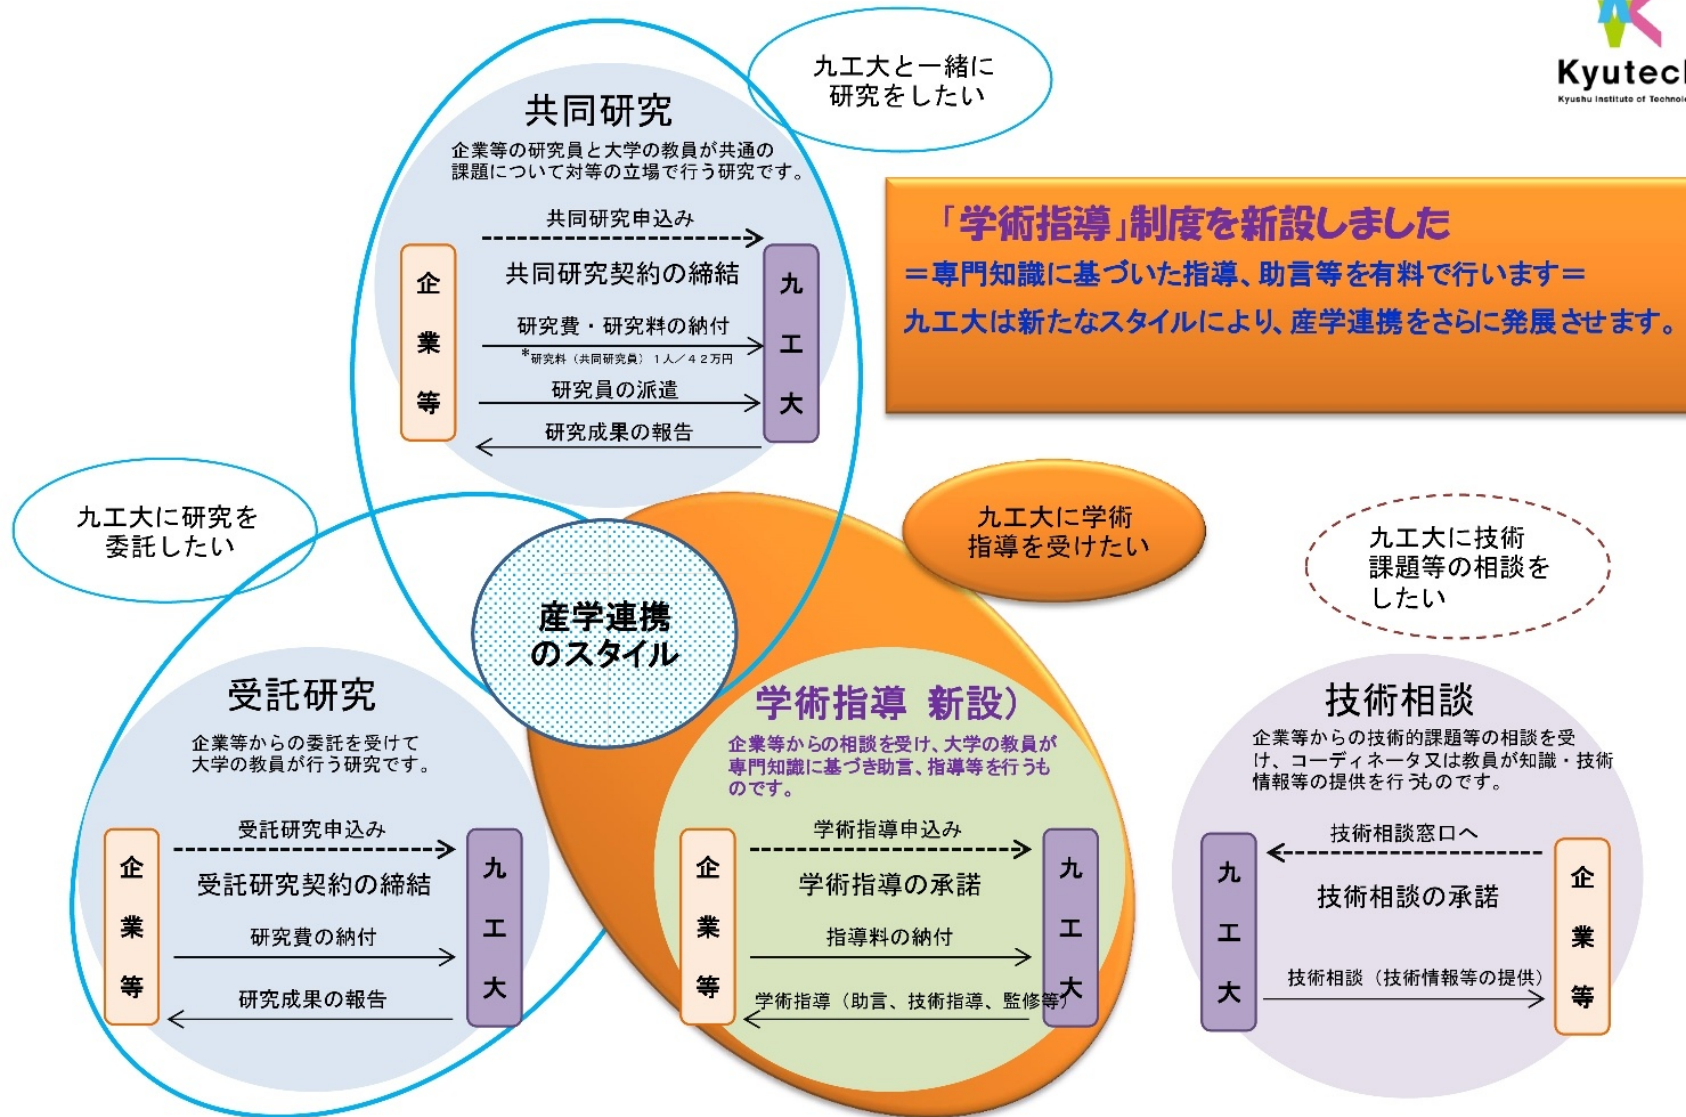 Kyutech
Kyushu Institute of Technolo
九工大と一緒に
研究をしたい
共同研究
企業等の研究員と大学の教員が共通の
課題について対等の立場で行う研究です。
共同研究申込み
共同研究契約の締結
研究費・研究料の納付
*研究料（共同研究員）１人／４２万円
研究員の派遣
研究成果の報告
企業等
九工大
「学術指導」制度を新設しました
＝専門知識に基づいた指導、助言等を有料で行います＝
九工大は新たなスタイルにより、産学連携をさらに発展させます。
九工大に研究を
委託したい
九工大に学術
指導を受けたい
九工大に技術
課題等の相談を
したい
産学連携
のスタイル
受託研究
企業等からの委託を受けて
大学の教員が行う研究です。
受託研究申込み
受託研究契約の締結
研究費の納付
研究成果の報告
企業等
九工大
学術指導 新設）
企業等からの相談を受け、大学の教員が
専門知識に基づき助言、指導等を行うも
のです。
学術指導申込み
学術指導の承諾
指導料の納付
学術指導（助言、技術指導、監修等）
企業等
九工大
技術相談
企業等からの技術的課題等の相談を受
け、コーディネータ又は教員が知識・技術
情報等の提供を行うものです。
技術相談窓口へ
技術相談の承諾
技術相談（技術情報等の提供）
九工大
企業等